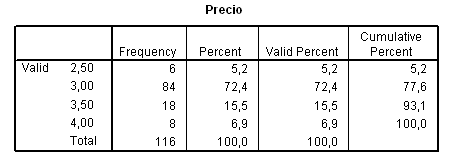 Precio
Frequency Percent Valid Percent Cumulative Percent
Valid 2,50 6 5,2 5,2 5,2
3,00 84 72,4 72,4 77,6
3,50 18 15,5 15,5 93,1
4,00 8 6,9 6,9 100,0
Total 116 100,0 100,0